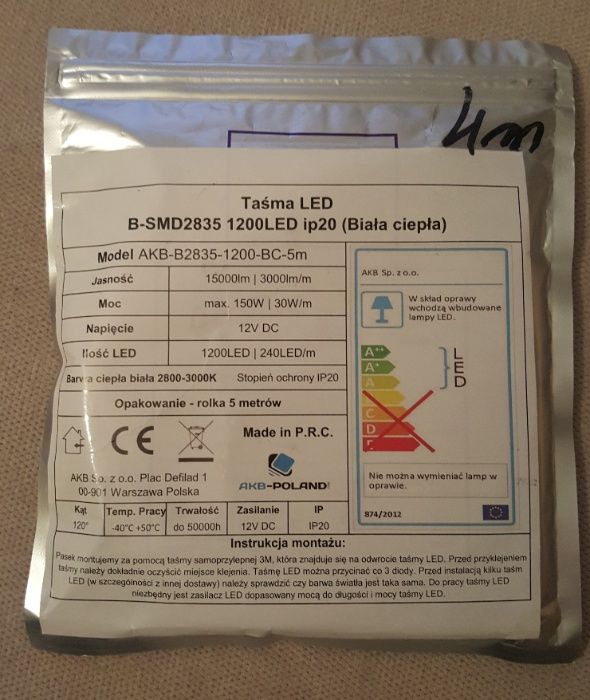 4m
Taśma LED
B-SMD2835 1200LED ip20 (Biała ciepła)
Model AKB-B2835-1200-BC-5m
Jasność 15000lm | 3000lm/m
Moc max. 150W | 30W/m
Napięcie 12V DC
Ilość LED 1200LED | 240LED/m
Barwa ciepła biała 2800-3000K Stopień ochrony IP20
Opakowanie - rolka 5 metrów
CE Made in P.R.C.
AKB-POLAND
AKB Sp. z o.o. Plac Defilad 1
00-901 Warszawa Polska
Kąt Temp. Pracy Trwałość Zasilanie IP
120° -40°C +50°C do 50000h 12V DC IP20
AKB Sp. z o.o.
W skład oprawy
wchodzą wbudowane
lampy LED.
A++
A+
A
B
C
D
E
LED
Nie można wymieniać lamp w
oprawie.
874/2012
Instrukcja montażu:
Pasek montujemy za pomocą taśmy samoprzylepnej 3M, która znajduje się na odwrocie taśmy LED. Przed przyklejeniem
taśmy należy dokładnie oczyścić miejsce klejenia. Taśmę LED można przycinać co 3 diody. Przed instalacją kilku taśm
LED (w szczególności z innej dostawy) należy sprawdzić czy barwa światła jest taka sama. Do pracy taśmy LED
niezbędny jest zasilacz LED dopasowany mocą do długości i mocy taśmy LED.